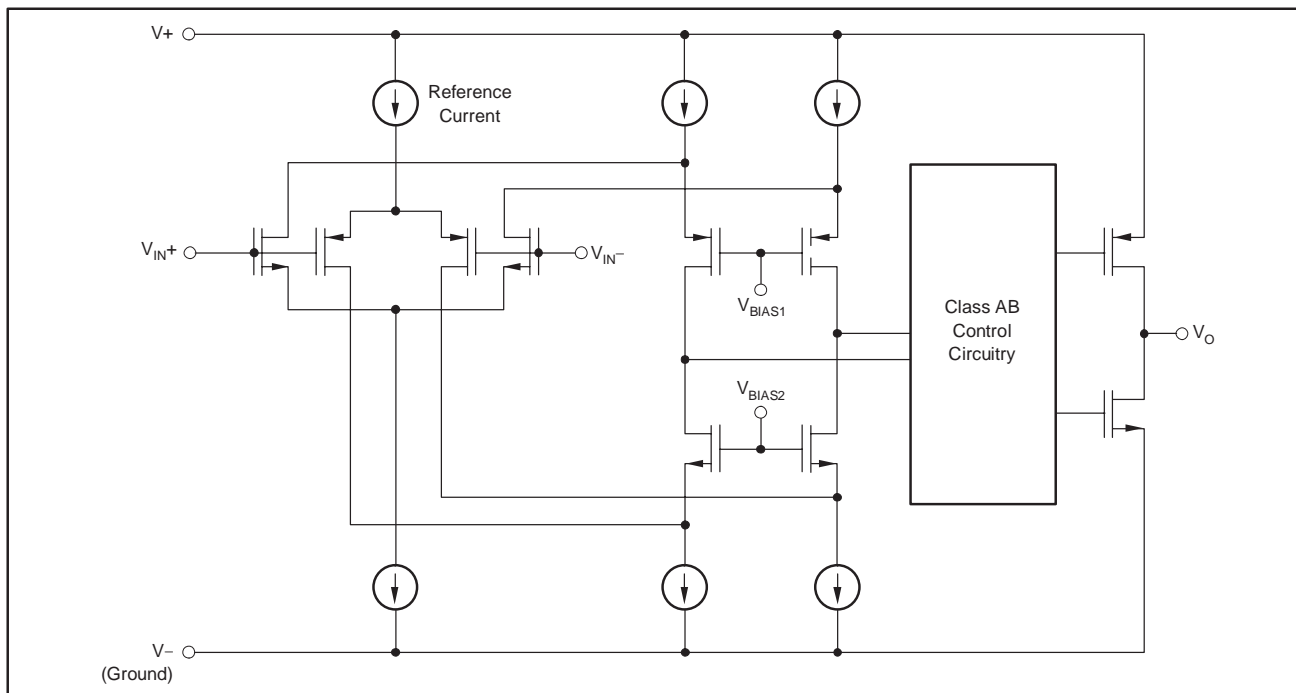 V+
Reference
Current
V_IN+
V_IN−
V_BIAS1
Class AB
Control
Circuitry
V_O
V_BIAS2
V−
(Ground)